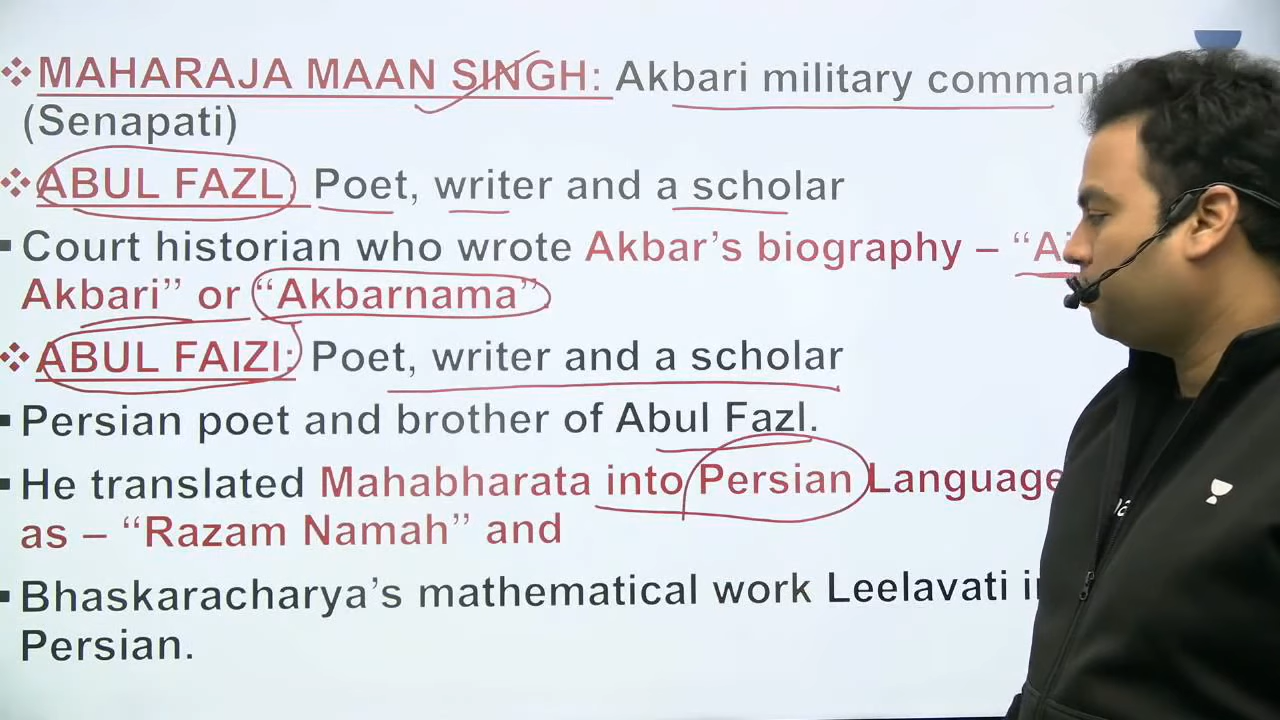 ❖ MAHARAJA MAAN SINGH: Akbari military
(Senapati)
❖ ABUL FAZL: Poet, writer and a scholar
▪ Court historian who wrote Akbar's biography – “
Akbari” or “Akbarnama”
❖ ABUL FAIZI: Poet, writer and a scholar
▪ Persian poet and brother of Abul Fazl.
▪ He translated Mahabharata into Persian Language
as – “Razam Namah” and
▪ Bhaskaracharya's mathematical work Leelavati
Persian.